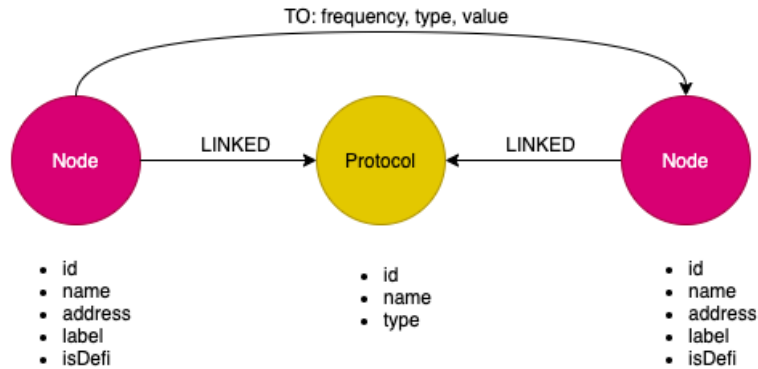 TO: frequency, type, value
Node
LINKED
Protocol
LINKED
Node
• id
• name
• address
• label
• isDefi
• id
• name
• type
• id
• name
• address
• label
• isDefi